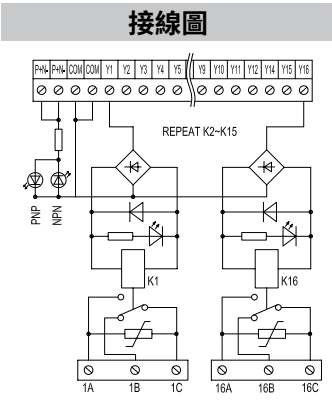 接線圖
P+N- P+N- COM COM Y1 Y2 Y3 Y4 Y5 Y9 Y10 Y11 Y12 Y14 Y15 Y16
REPEAT K2~K15
PNP NPN
K1 K16
1A 1B 1C 16A 16B 16C